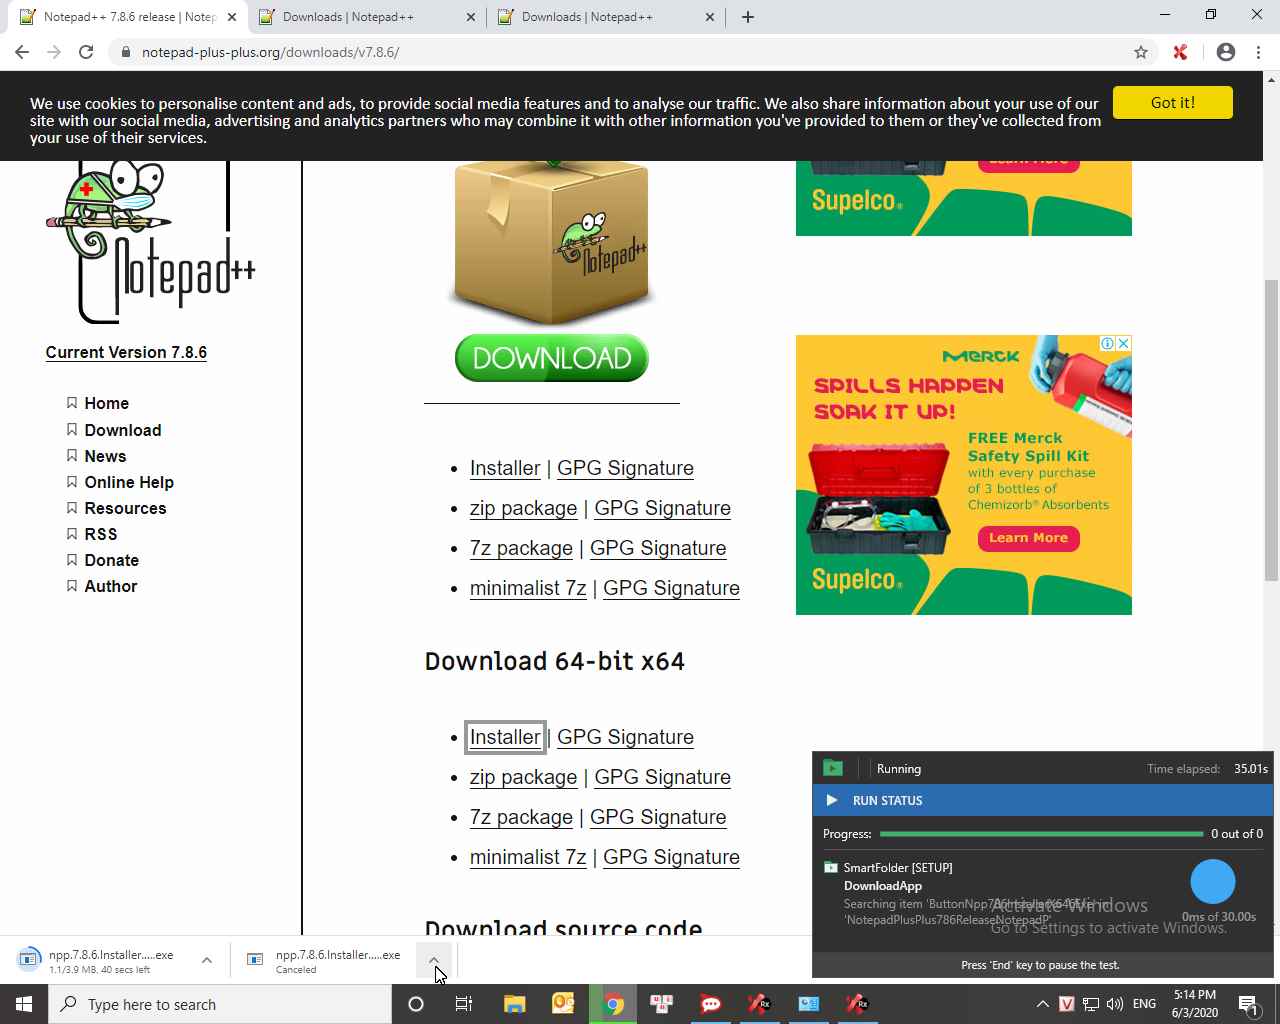 Notepad++ 7.8.6 release | Notep
Downloads | Notepad++
Downloads | Notepad++
notepad-plus-plus.org/downloads/v7.8.6/
We use cookies to personalise content and ads, to provide social media features and to analyse our traffic. We also share information about your use of our
site with our social media, advertising and analytics partners who may combine it with other information you've provided to them or they've collected from
your use of their services.
Got it!
Learn More
Supelco®
Notepad++
Notepad++
DOWNLOAD
Current Version 7.8.6
Home
Download
News
Online Help
Resources
RSS
Donate
Author
Installer | GPG Signature
zip package | GPG Signature
7z package | GPG Signature
minimalist 7z | GPG Signature
MERCK
SPILLS HAPPEN
SOAK IT UP!
FREE Merck
Safety Spill Kit
with every purchase
of 3 bottles of
Chemizorb® Absorbents
Learn More
Supelco®
Download 64-bit x64
Installer | GPG Signature
zip package | GPG Signature
7z package | GPG Signature
minimalist 7z | GPG Signature
Download source code
Running
Time elapsed: 35.01s
RUN STATUS
Progress: 0 out of 0
SmartFolder [SETUP]
DownloadApp
Searching item
'NotepadPlusPlus786ReleaseNotepadP'.
0ms of 30.00s
Activate Windows
Go to Settings to activate Windows.
Press 'End' key to pause the test.
npp.7.8.6.Installer.....exe
1.1/3.9 MB, 40 secs left
npp.7.8.6.Installer.....exe
Canceled
Type here to search
ENG
5:14 PM
6/3/2020
1